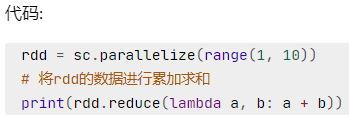 代码:
rdd = sc.parallelize(range(1, 10))
# 将rdd的数据进行累加求和
print(rdd.reduce(lambda a, b: a + b))